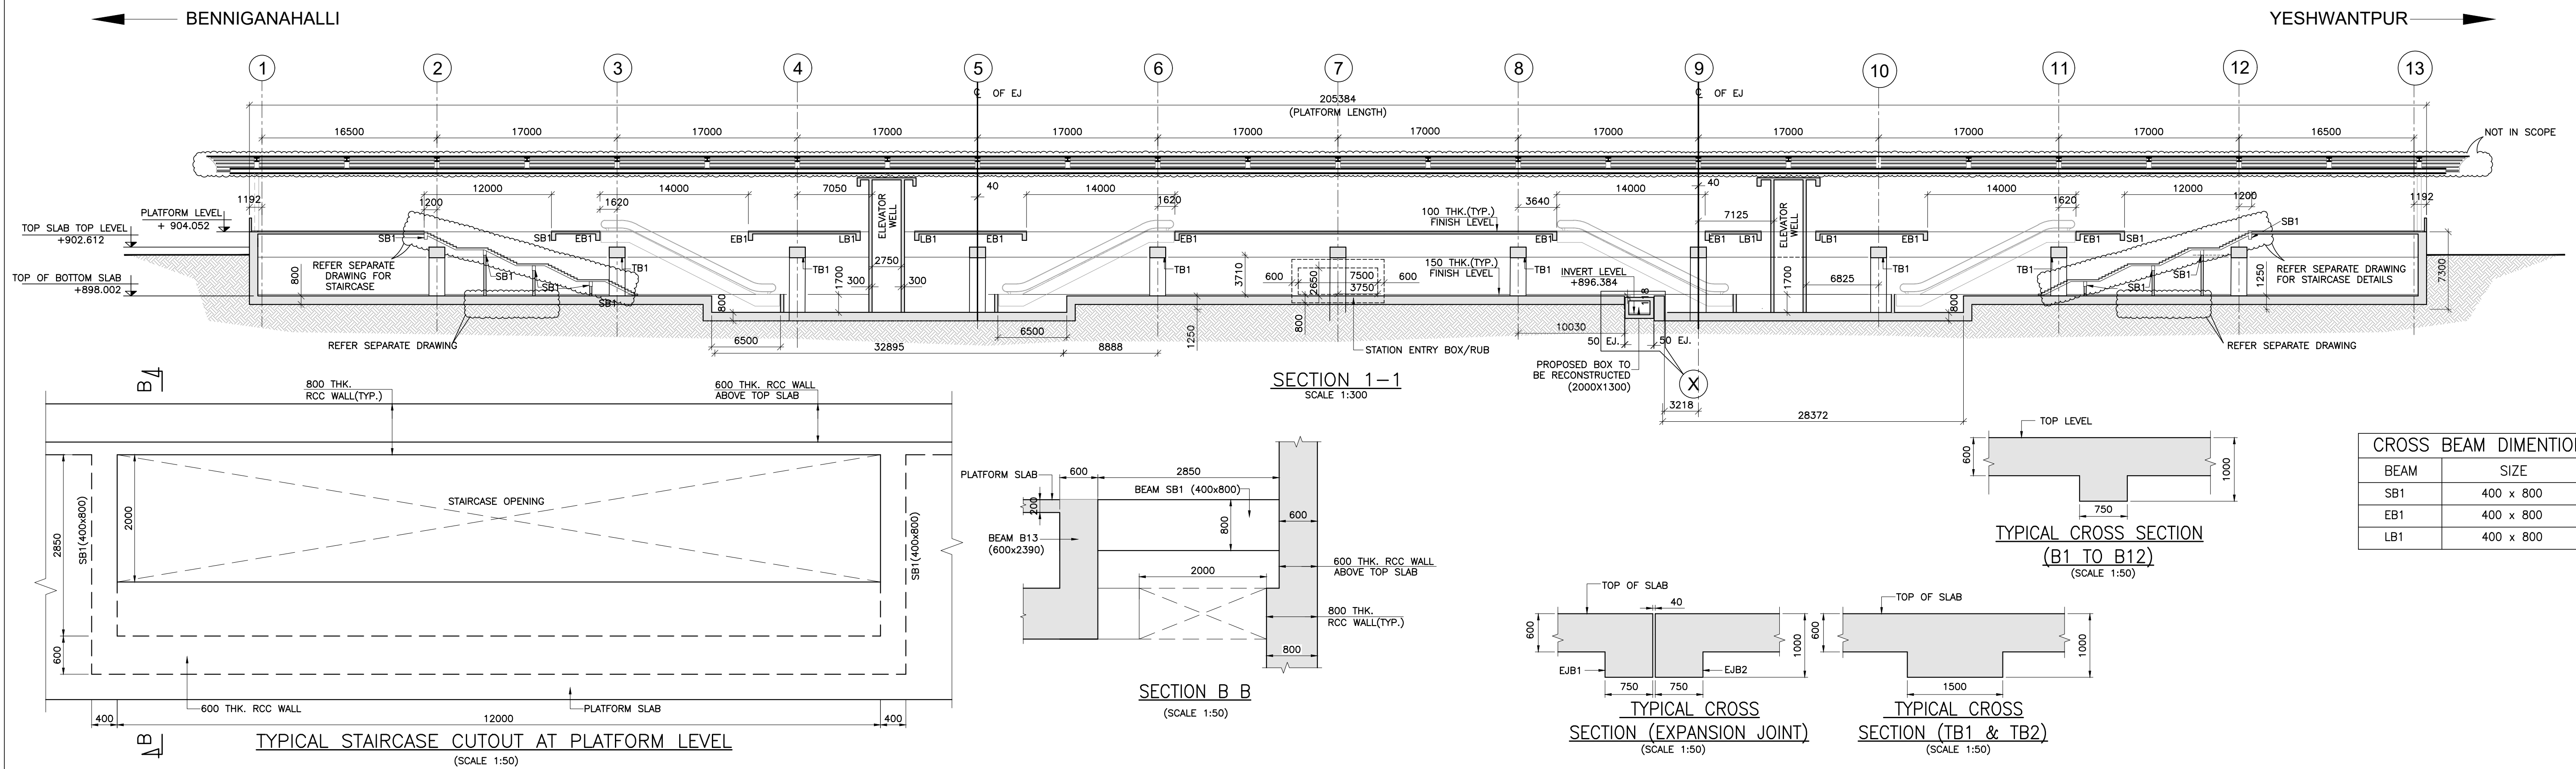 BENNIGANAHALLI
YESHWANTPUR
1 2 3 4 5 6 7 8 9 10 11 12 13
℄ OF EJ
℄ OF EJ
205384
(PLATFORM LENGTH)
16500 17000 17000 17000 17000 17000 17000 17000 17000 17000 17000 16500
NOT IN SCOPE
12000 14000 7050 40 14000 14000 40 14000 12000
1192 1200 1620 1620 3640 7125 1620 1200 1192
ELEVATOR WELL
ELEVATOR WELL
PLATFORM LEVEL
+ 904.052
TOP SLAB TOP LEVEL
+902.612
TOP OF BOTTOM SLAB
+898.002
100 THK.(TYP.)
FINISH LEVEL
150 THK.(TYP.)
FINISH LEVEL
INVERT LEVEL
+896.384
18
SB1 SB1 EB1 EB1 LB1 LB1 EB1 EB1 EB1 EB1 LB1 LB1 EB1 EB1 SB1 SB1
REFER SEPARATE
DRAWING FOR
STAIRCASE
SB1 SB1 SB1 SB1
TB1 TB1 TB1 TB1 TB1 TB1
SB1 SB1
REFER SEPARATE DRAWING
FOR STAIRCASE DETAILS
800 800 1700 300 2750 300 3710 600 2650 7500 3750 600 1700 6825 800 1250 7300
6500 32895 6500 8888 1250 800
10030
50 EJ. 50 EJ.
REFER SEPARATE DRAWING
STATION ENTRY BOX/RUB
PROPOSED BOX TO
BE RECONSTRUCTED
(2000X1300)
X
3218
28372
REFER SEPARATE DRAWING
SECTION 1-1
SCALE 1:300
B
800 THK.
RCC WALL(TYP.)
600 THK. RCC WALL
ABOVE TOP SLAB
STAIRCASE OPENING
2850
2000
600
SB1(400x800)
SB1(400x800)
600 THK. RCC WALL
PLATFORM SLAB
400 12000 400
B
TYPICAL STAIRCASE CUTOUT AT PLATFORM LEVEL
(SCALE 1:50)
PLATFORM SLAB
600 2850
BEAM SB1 (400x800)
200
800
600
BEAM B13
(600x2390)
600 THK. RCC WALL
ABOVE TOP SLAB
2000
800 THK.
RCC WALL(TYP.)
800
SECTION B B
(SCALE 1:50)
TOP LEVEL
600
1000
750
TYPICAL CROSS SECTION
(B1 TO B12)
(SCALE 1:50)
TOP OF SLAB
40
600
1000
EJB1
EJB2
750 750
TYPICAL CROSS
SECTION (EXPANSION JOINT)
(SCALE 1:50)
TOP OF SLAB
600
1000
1500
TYPICAL CROSS
SECTION (TB1 & TB2)
(SCALE 1:50)
CROSS BEAM DIMENTION
BEAM SIZE
SB1 400 x 800
EB1 400 x 800
LB1 400 x 800